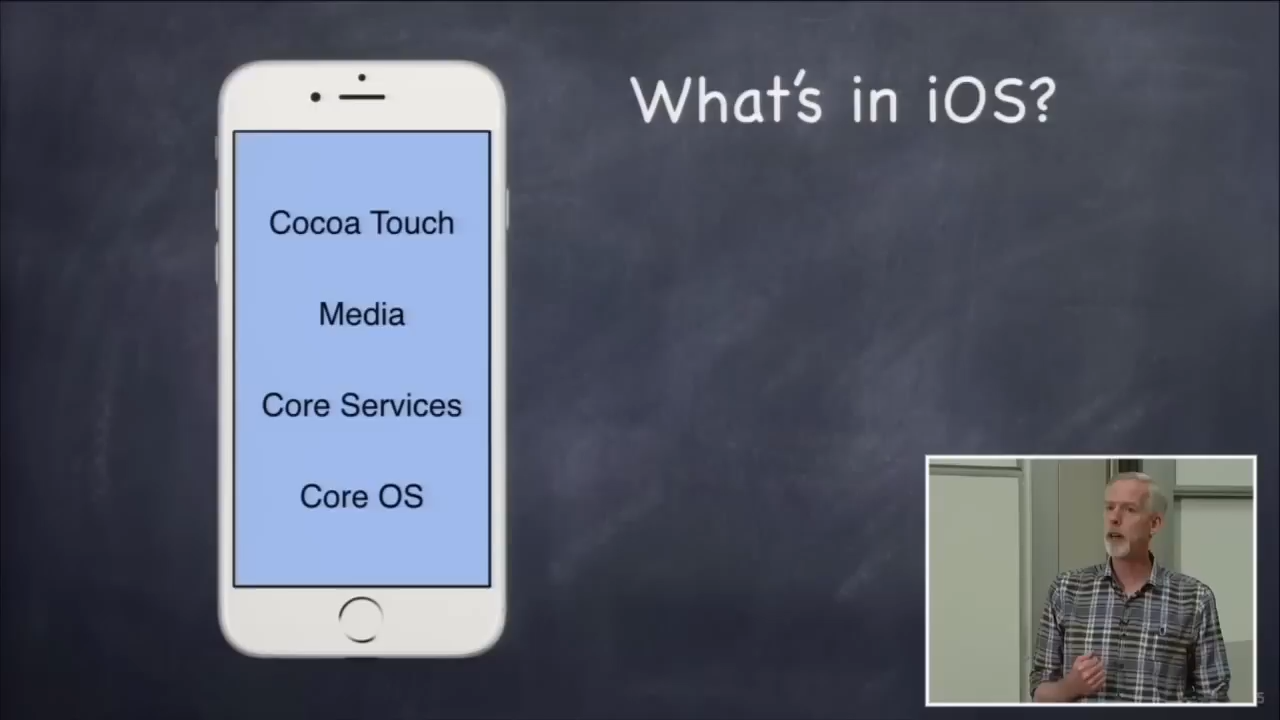 What's in iOS?
Cocoa Touch
Media
Core Services
Core OS